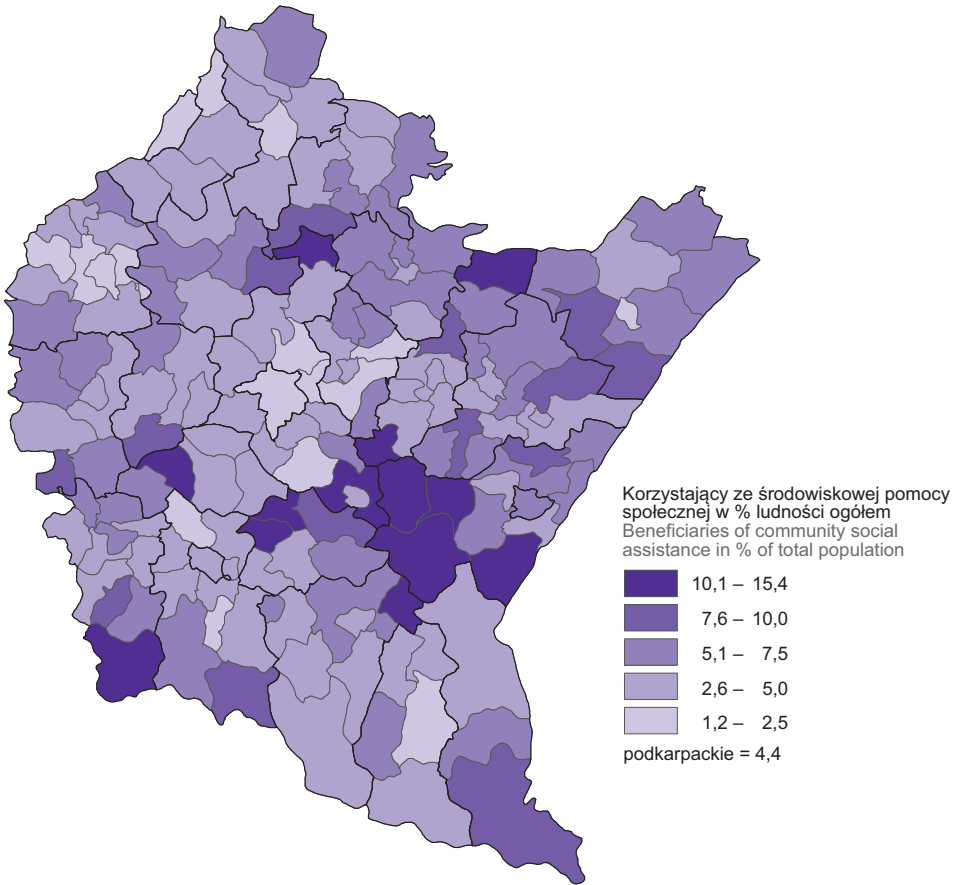 Korzystający ze środowiskowej pomocy
społecznej w % ludności ogółem
Beneficiaries of community social
assistance in % of total population
10,1 – 15,4
7,6 – 10,0
5,1 – 7,5
2,6 – 5,0
1,2 – 2,5
podkarpackie = 4,4